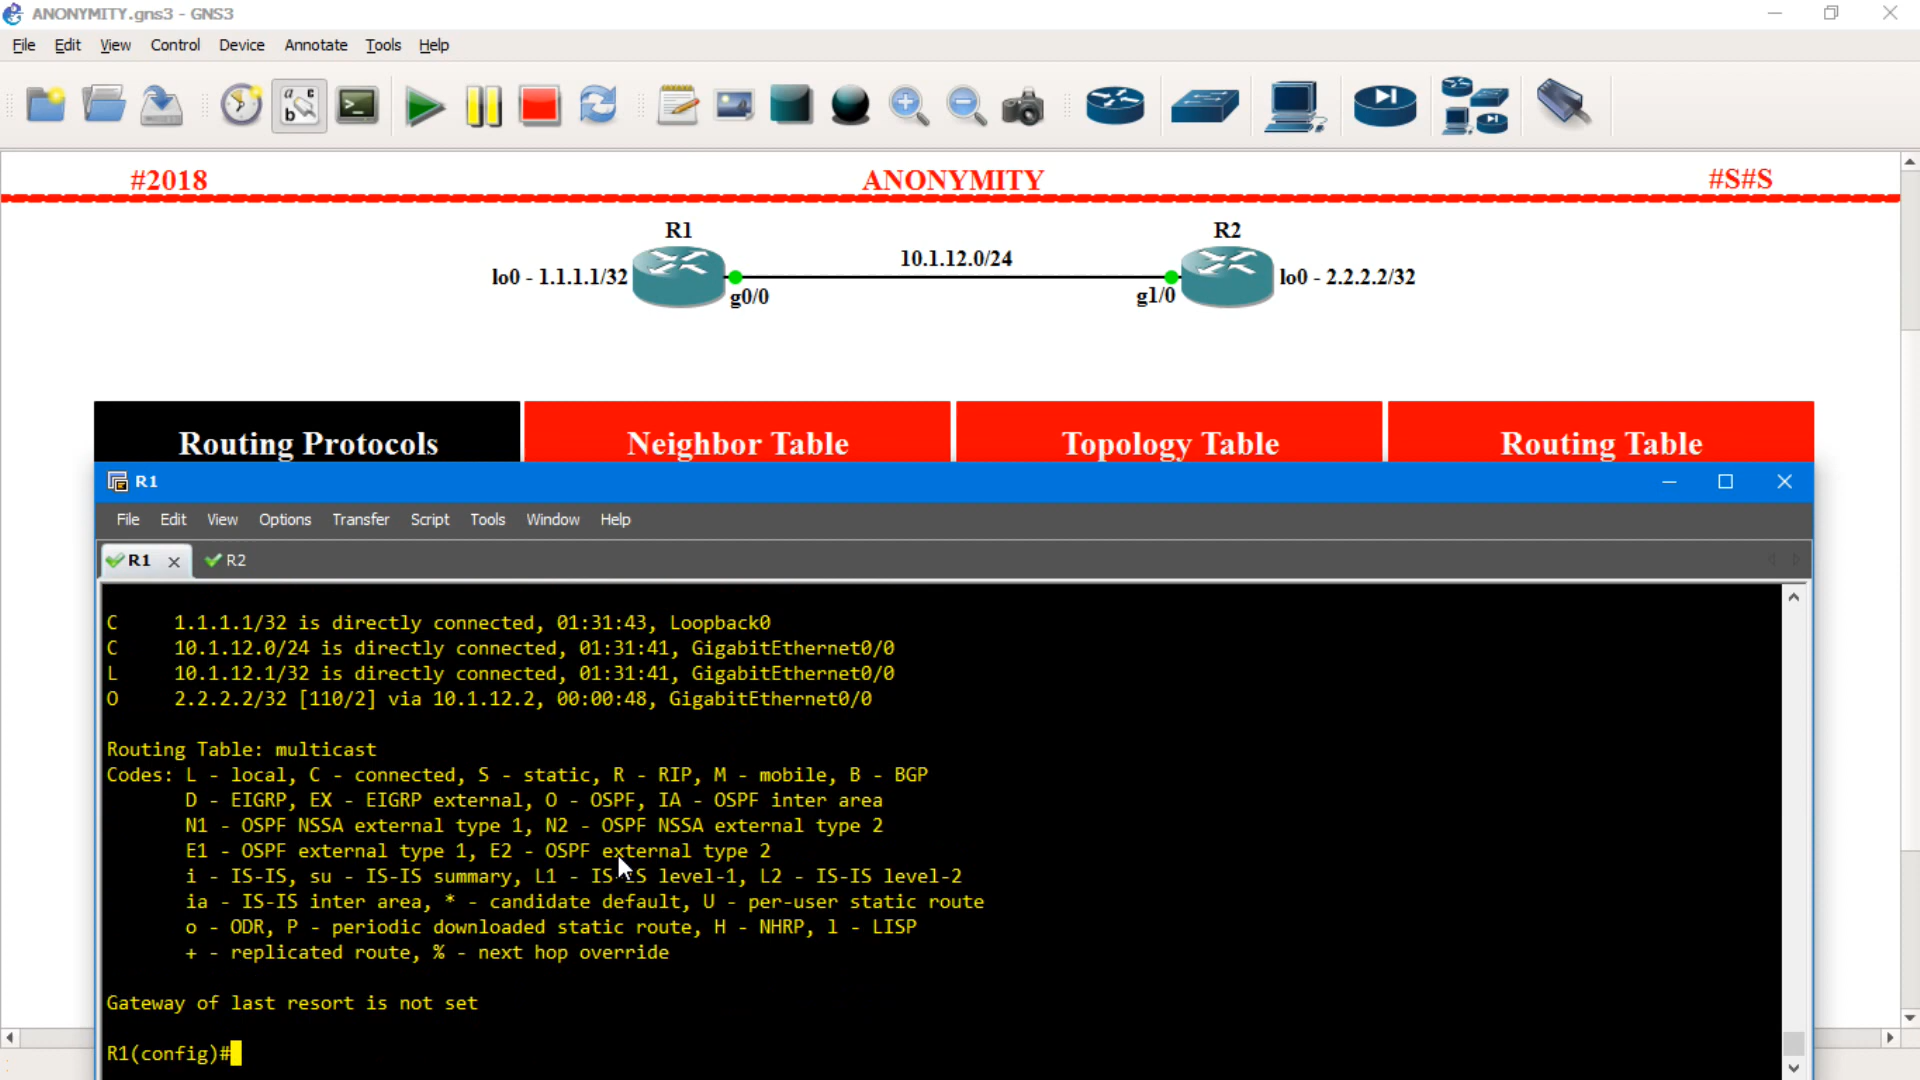 ANONYMITY.gns3 - GNS3
File Edit View Control Device Annotate Tools Help
#2018 ANONYMITY #S#S
R1 R2
10.1.12.0/24
lo0 - 1.1.1.1/32 lo0 - 2.2.2.2/32
g0/0 g1/0
Routing Protocols Neighbor Table Topology Table Routing Table
R1
File Edit View Options Transfer Script Tools Window Help
R1 R2
C 1.1.1.1/32 is directly connected, 01:31:43, Loopback0
C 10.1.12.0/24 is directly connected, 01:31:41, GigabitEthernet0/0
L 10.1.12.1/32 is directly connected, 01:31:41, GigabitEthernet0/0
O 2.2.2.2/32 [110/2] via 10.1.12.2, 00:00:48, GigabitEthernet0/0
Routing Table: multicast
Codes: L - local, C - connected, S - static, R - RIP, M - mobile, B - BGP
D - EIGRP, EX - EIGRP external, O - OSPF, IA - OSPF inter area
N1 - OSPF NSSA external type 1, N2 - OSPF NSSA external type 2
E1 - OSPF external type 1, E2 - OSPF external type 2
i - IS-IS, su - IS-IS summary, L1 - IS-IS level-1, L2 - IS-IS level-2
ia - IS-IS inter area, * - candidate default, U - per-user static route
o - ODR, P - periodic downloaded static route, H - NHRP, l - LISP
+ - replicated route, % - next hop override
Gateway of last resort is not set
R1(config)#